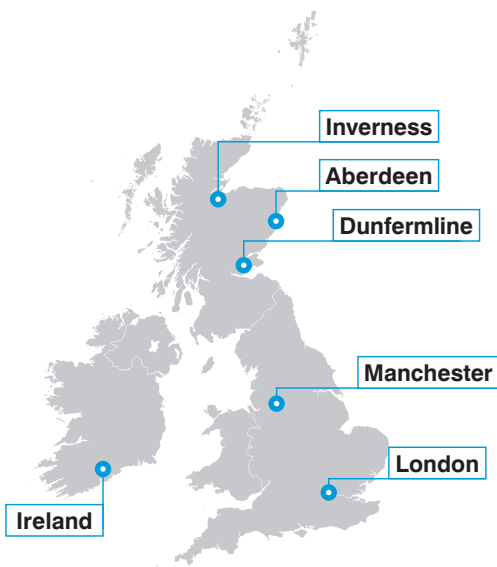 Inverness
Aberdeen
Dunfermline
Manchester
London
Ireland